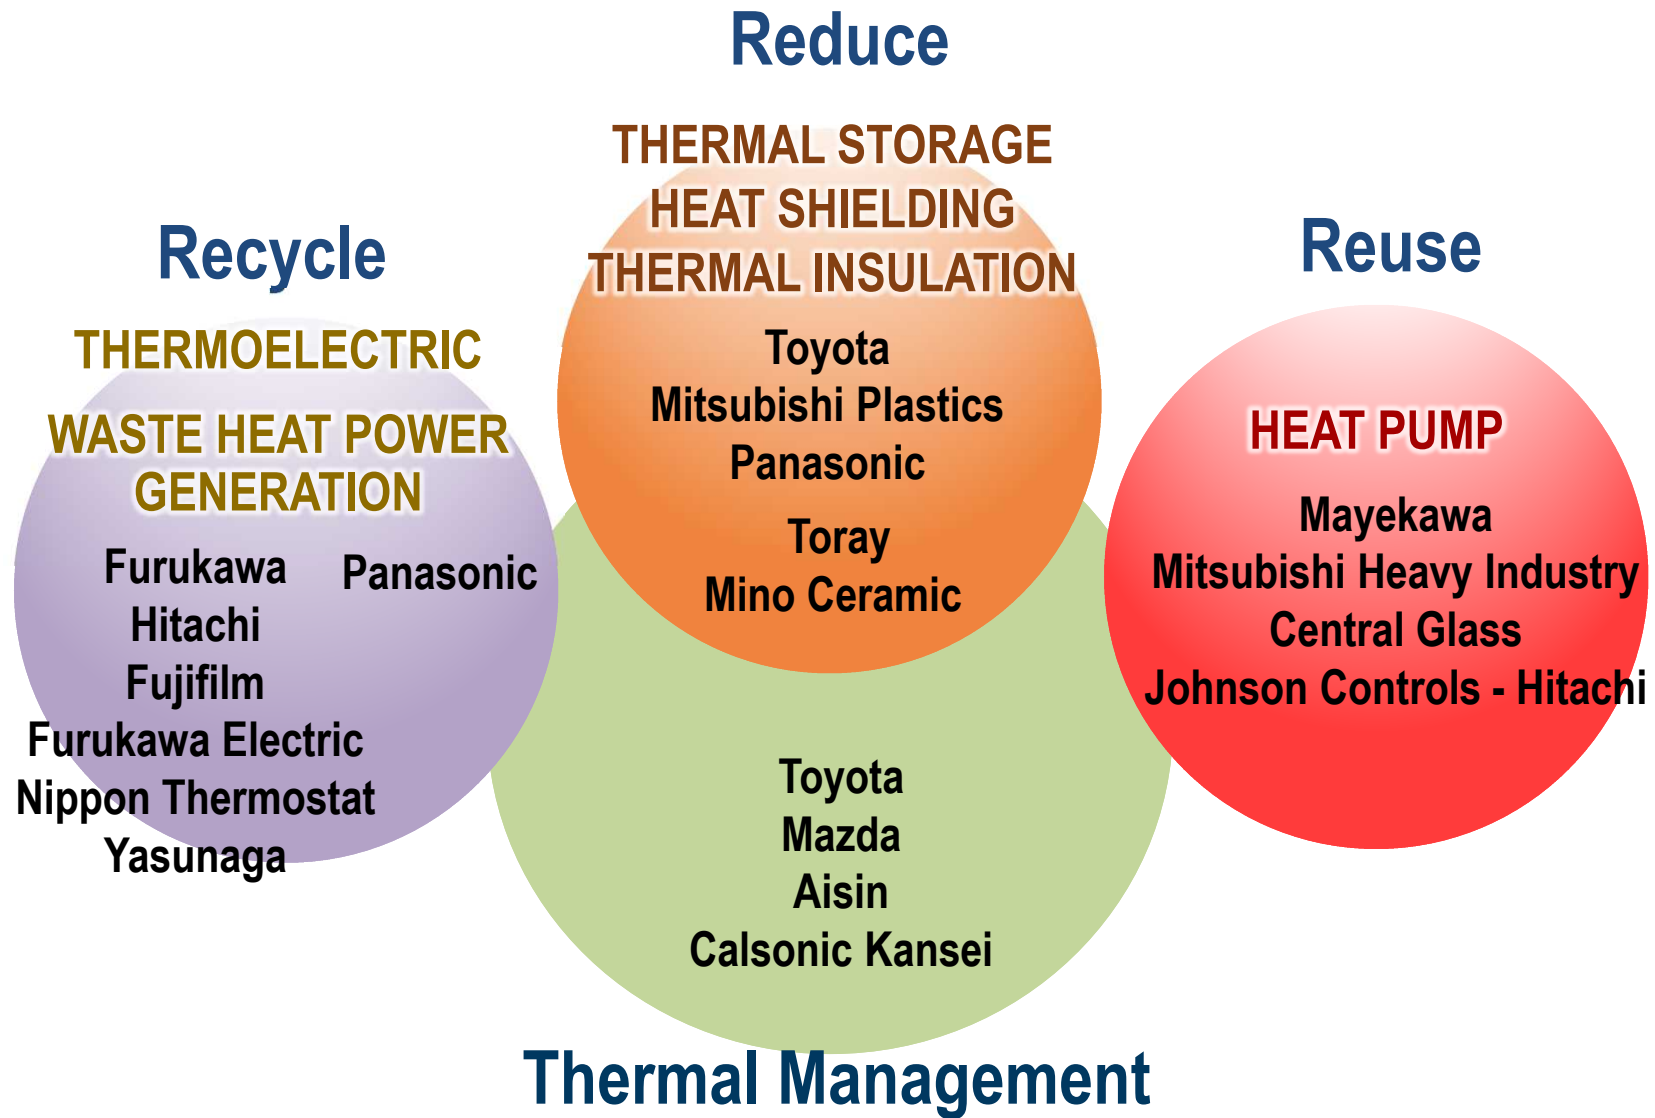 Reduce
THERMAL STORAGE
HEAT SHIELDING
THERMAL INSULATION
Toyota
Mitsubishi Plastics
Panasonic
Toray
Mino Ceramic
Recycle
THERMOELECTRIC
WASTE HEAT POWER
GENERATION
Furukawa
Hitachi
Fujifilm
Furukawa Electric
Nippon Thermostat
Yasunaga
Panasonic
Reuse
HEAT PUMP
Mayekawa
Mitsubishi Heavy Industry
Central Glass
Johnson Controls - Hitachi
Toyota
Mazda
Aisin
Calsonic Kansei
Thermal Management